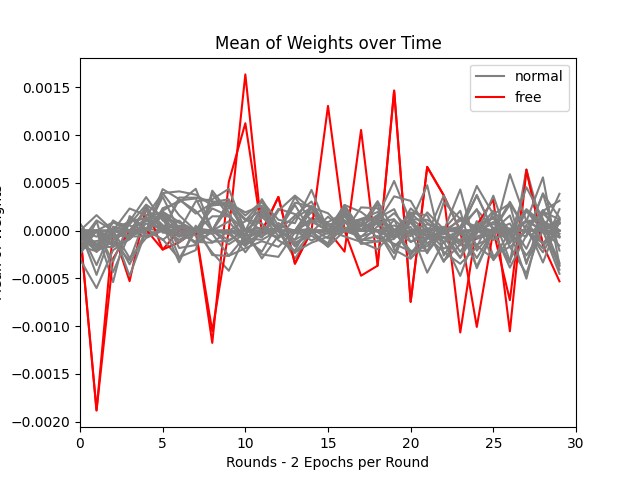 Mean of Weights over Time
normal
free
0.0015
0.0010
0.0005
0.0000
−0.0005
−0.0010
−0.0015
−0.0020
0 5 10 15 20 25 30
Rounds - 2 Epochs per Round